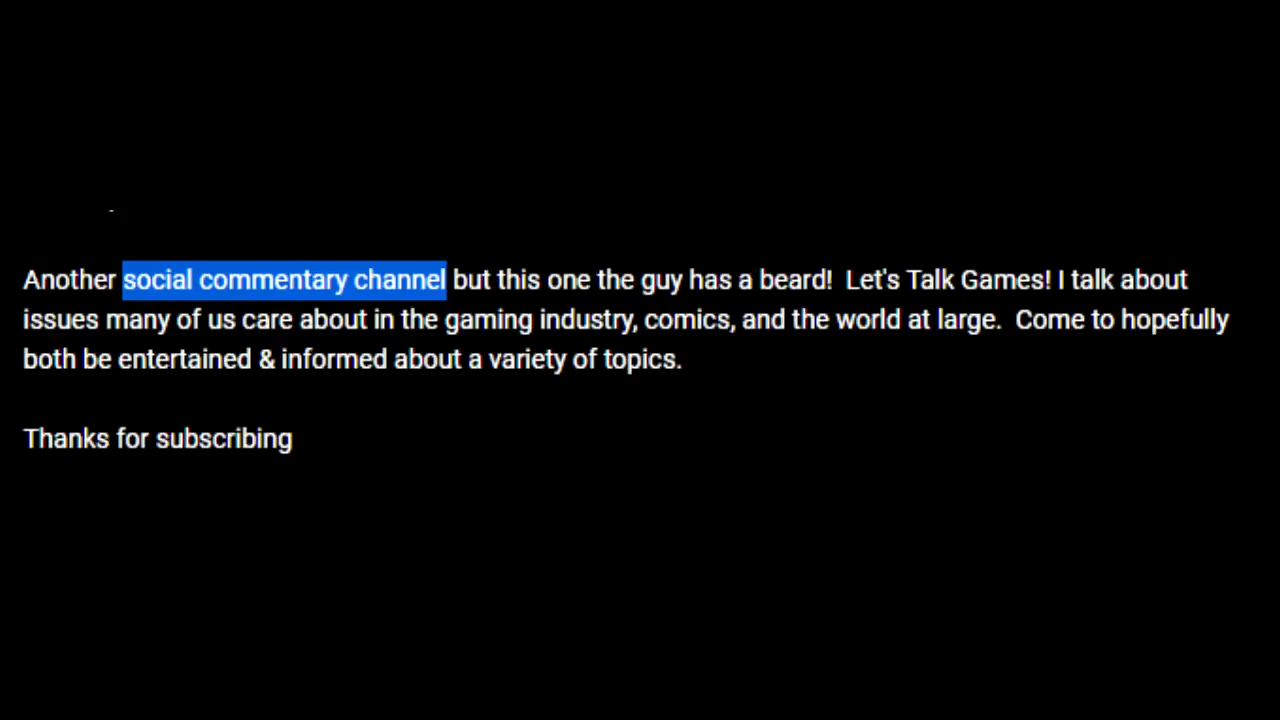 Another social commentary channel but this one the guy has a beard!  Let's Talk Games! I talk about
issues many of us care about in the gaming industry, comics, and the world at large.  Come to hopefully
both be entertained & informed about a variety of topics.
Thanks for subscribing